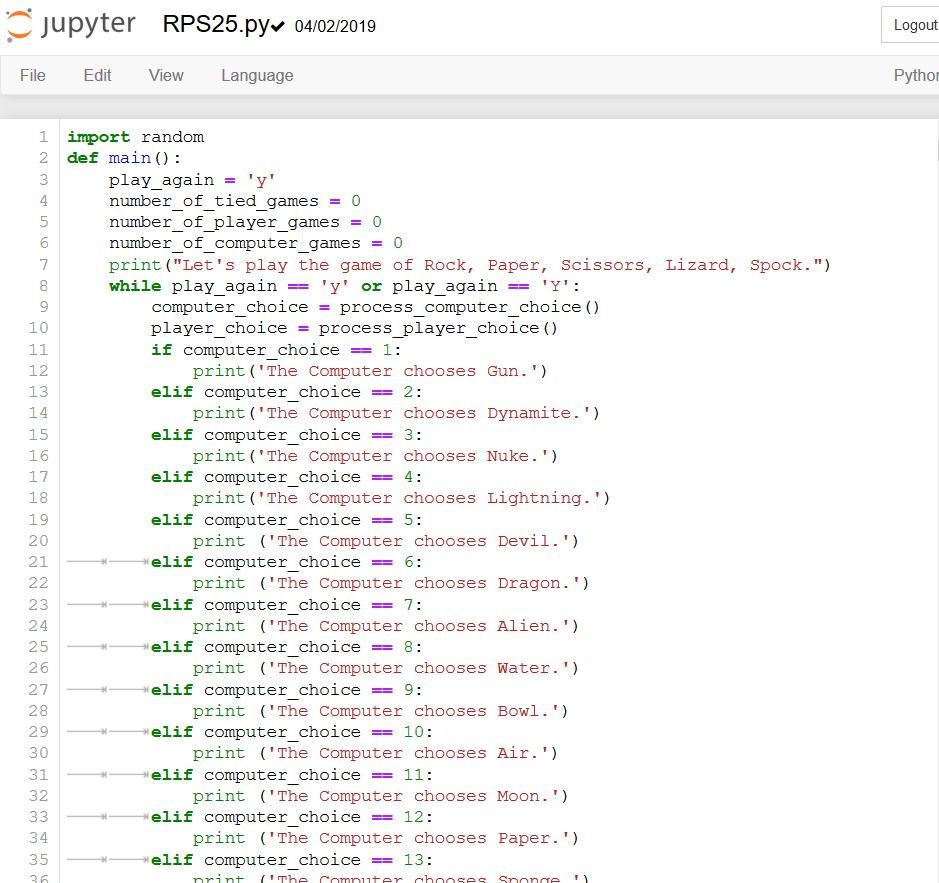 jupyter RPS25.py✔ 04/02/2019 Logout
File Edit View Language Python
1 import random
2 def main():
3     play_again = 'y'
4     number_of_tied_games = 0
5     number_of_player_games = 0
6     number_of_computer_games = 0
7     print("Let's play the game of Rock, Paper, Scissors, Lizard, Spock.")
8     while play_again == 'y' or play_again == 'Y':
9         computer_choice = process_computer_choice()
10         player_choice = process_player_choice()
11         if computer_choice == 1:
12             print('The Computer chooses Gun.')
13         elif computer_choice == 2:
14             print('The Computer chooses Dynamite.')
15         elif computer_choice == 3:
16             print('The Computer chooses Nuke.')
17         elif computer_choice == 4:
18             print('The Computer chooses Lightning.')
19         elif computer_choice == 5:
20             print ('The Computer chooses Devil.')
21         elif computer_choice == 6:
22             print ('The Computer chooses Dragon.')
23         elif computer_choice == 7:
24             print ('The Computer chooses Alien.')
25         elif computer_choice == 8:
26             print ('The Computer chooses Water.')
27         elif computer_choice == 9:
28             print ('The Computer chooses Bowl.')
29         elif computer_choice == 10:
30             print ('The Computer chooses Air.')
31         elif computer_choice == 11:
32             print ('The Computer chooses Moon.')
33         elif computer_choice == 12:
34             print ('The Computer chooses Paper.')
35         elif computer_choice == 13:
36             print ('The Computer chooses Sponge.')